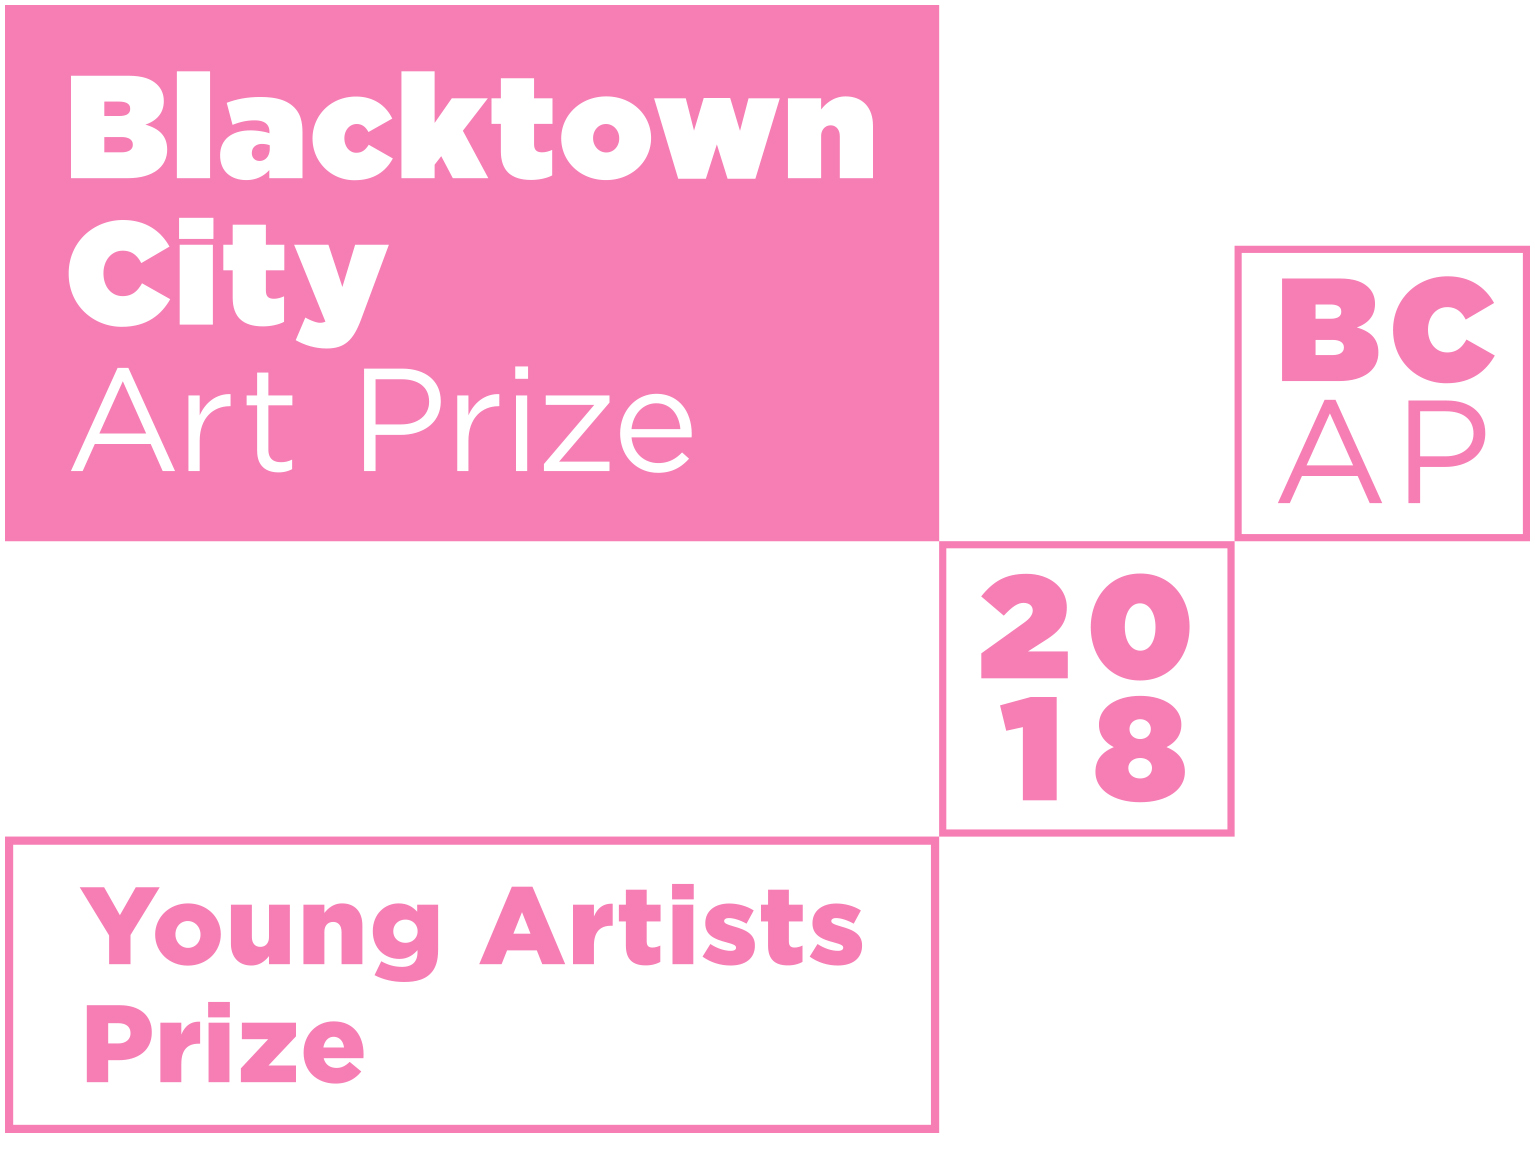 Blacktown
City
Art Prize
BC
AP
20
18
Young Artists
Prize